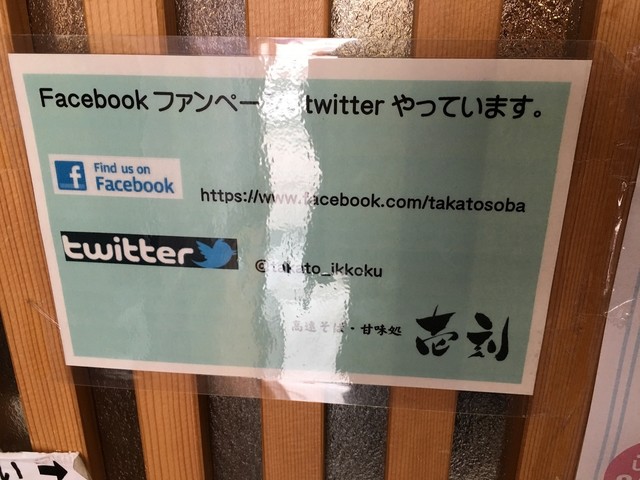 Facebook ファンペー twitter やっています。
f Find us on
Facebook
https://www.facebook.com/takatosoba
twitter
@takato_ikkoku
高遠そば・甘味処 壱刻
い →